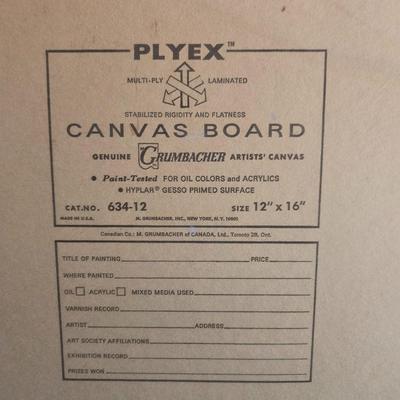 PLYEX™
MULTI-PLY LAMINATED
STABILIZED RIGIDITY AND FLATNESS
CANVAS BOARD
GENUINE GRUMBACHER ARTISTS' CANVAS
• Paint-Tested FOR OIL COLORS and ACRYLICS
• HYPLAR® GESSO PRIMED SURFACE
CAT.NO. 634-12 SIZE 12" x 16"
MADE IN U.S.A. M. GRUMBACHER, INC., NEW YORK, N.Y. 10001
Canadian Co.: M. GRUMBACHER of CANADA, Ltd., Toronto 2B, Ont.
TITLE OF PAINTING PRICE
WHERE PAINTED
OIL ACRYLIC MIXED MEDIA USED
VARNISH RECORD
ARTIST ADDRESS
ART SOCIETY AFFILIATIONS
EXHIBITION RECORD
PRIZES WON